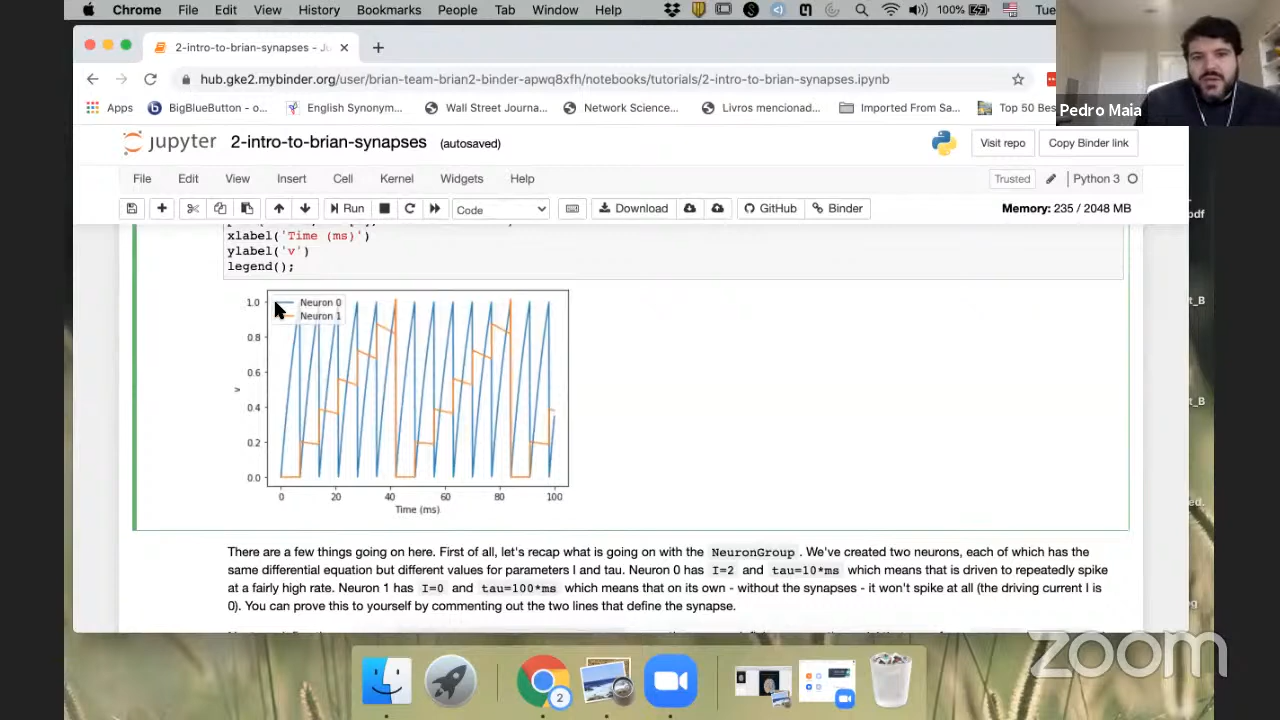 Chrome File Edit View History Bookmarks People Tab Window Help 100% Tue
2-intro-to-brian-synapses - Ju
hub.gke2.mybinder.org/user/brian-team-brian2-binder-apwq8xfh/notebooks/tutorials/2-intro-to-brian-synapses.ipynb
Apps BigBlueButton - o... English Synonym... Wall Street Journa... Network Science... Livros mencionad... Imported From Sa... Top 50 Bes
Pedro Maia
jupyter 2-intro-to-brian-synapses (autosaved) Visit repo Copy Binder link
File Edit View Insert Cell Kernel Widgets Help Trusted Python 3
Run Code Download GitHub Binder Memory: 235 / 2048 MB
pdf
xlabel('Time (ms)')
ylabel('v')
legend();
Neuron 0
Neuron 1
1.0
0.8
0.6
0.4
0.2
0.0
v
0 20 40 60 80 100
Time (ms)
t_B
t_B
ed.
ng
There are a few things going on here. First of all, let's recap what is going on with the NeuronGroup . We've created two neurons, each of which has the
same differential equation but different values for parameters I and tau. Neuron 0 has I=2 and tau=10*ms which means that is driven to repeatedly spike
at a fairly high rate. Neuron 1 has I=0 and tau=100*ms which means that on its own - without the synapses - it won't spike at all (the driving current I is
0). You can prove this to yourself by commenting out the two lines that define the synapse.
2
zoom